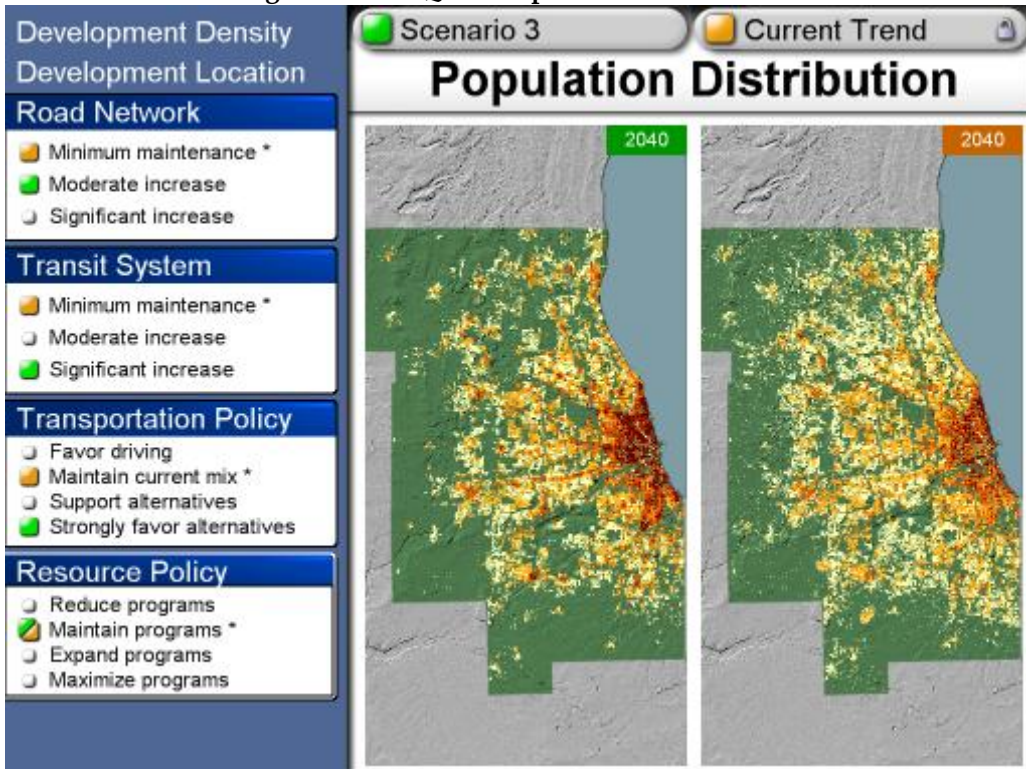 Development Density
Development Location
Road Network
Minimum maintenance *
Moderate increase
Significant increase
Transit System
Minimum maintenance *
Moderate increase
Significant increase
Transportation Policy
Favor driving
Maintain current mix *
Support alternatives
Strongly favor alternatives
Resource Policy
Reduce programs
Maintain programs *
Expand programs
Maximize programs
Scenario 3
Current Trend
Population Distribution
2040
2040